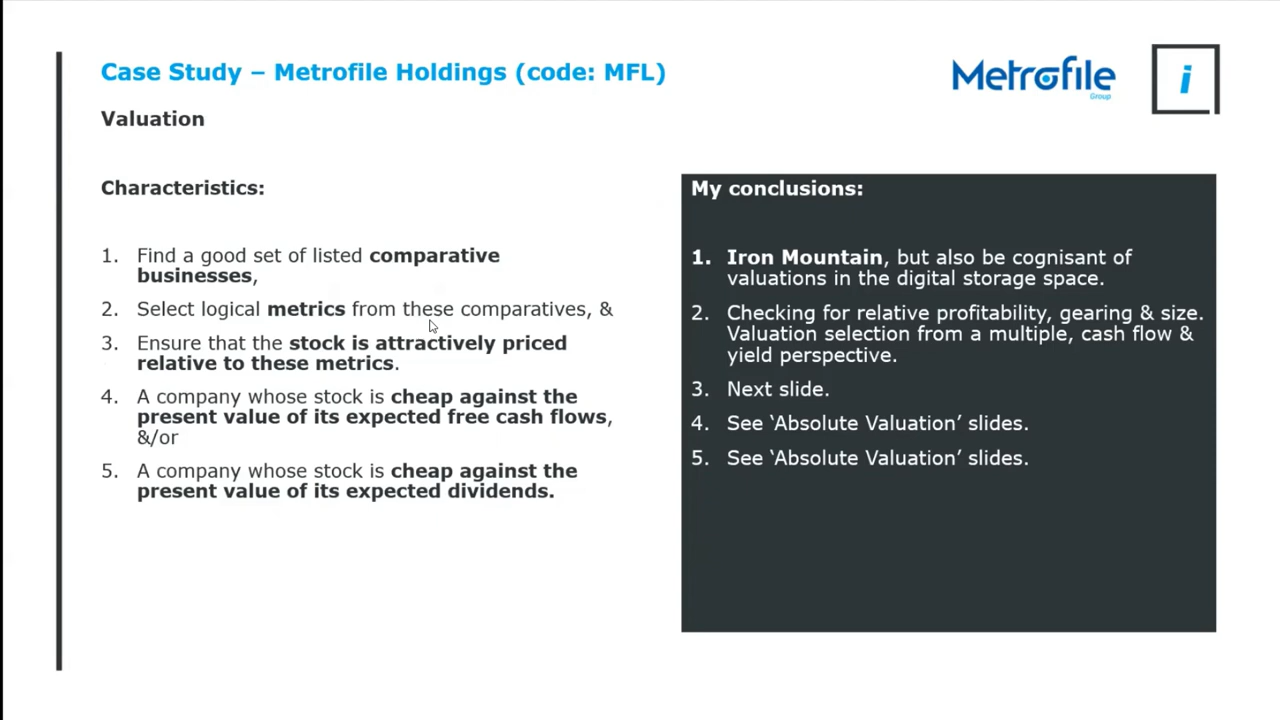 Case Study – Metrofile Holdings (code: MFL)
Metrofile
Group
i
Valuation
Characteristics:
1. Find a good set of listed comparative
businesses,
2. Select logical metrics from these comparatives, &
3. Ensure that the stock is attractively priced
relative to these metrics.
4. A company whose stock is cheap against the
present value of its expected free cash flows,
&/or
5. A company whose stock is cheap against the
present value of its expected dividends.
My conclusions:
1. Iron Mountain, but also be cognisant of
valuations in the digital storage space.
2. Checking for relative profitability, gearing & size.
Valuation selection from a multiple, cash flow &
yield perspective.
3. Next slide.
4. See ‘Absolute Valuation’ slides.
5. See ‘Absolute Valuation’ slides.